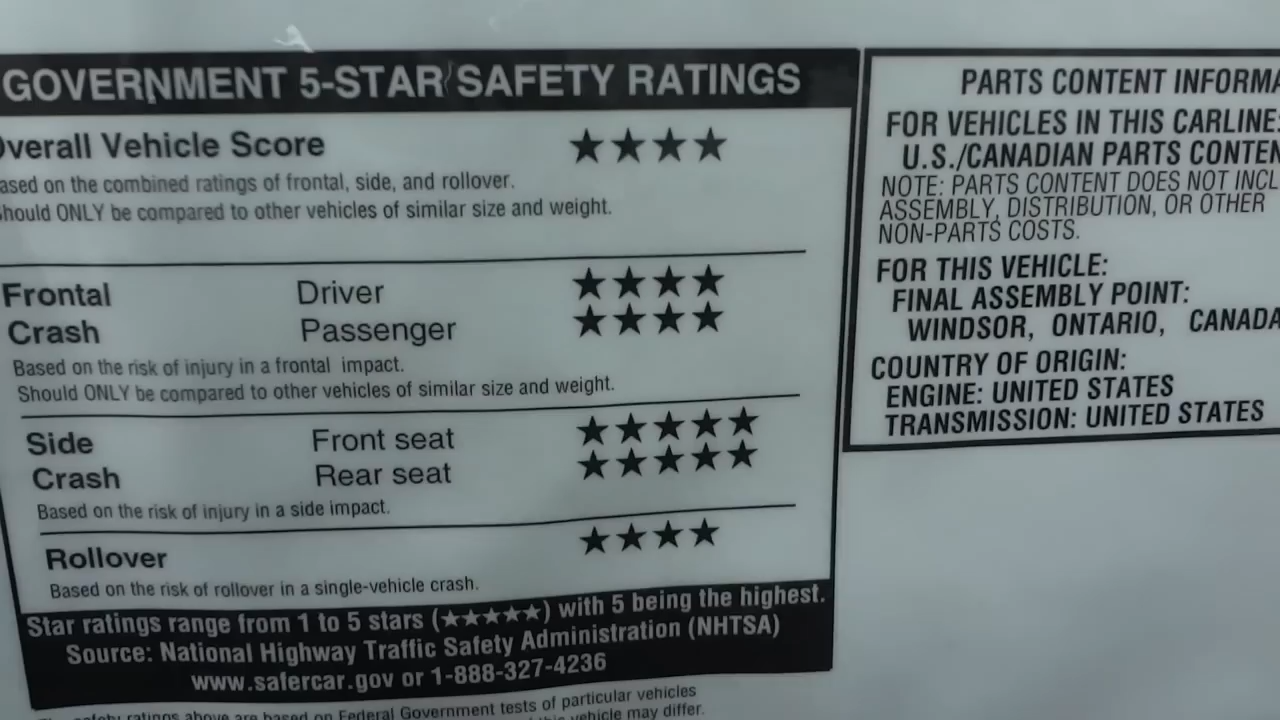 GOVERNMENT 5-STAR SAFETY RATINGS
Overall Vehicle Score ★★★★
Based on the combined ratings of frontal, side, and rollover.
Should ONLY be compared to other vehicles of similar size and weight.
Frontal Driver ★★★★
Crash Passenger ★★★★
Based on the risk of injury in a frontal impact.
Should ONLY be compared to other vehicles of similar size and weight.
Side Front seat ★★★★★
Crash Rear seat ★★★★★
Based on the risk of injury in a side impact.
Rollover ★★★★
Based on the risk of rollover in a single-vehicle crash.
Star ratings range from 1 to 5 stars (★★★★★) with 5 being the highest.
Source: National Highway Traffic Safety Administration (NHTSA)
www.safercar.gov or 1-888-327-4236
safety ratings above are based on Federal Government tests of particular vehicles
vehicle may differ.
PARTS CONTENT INFORMA
FOR VEHICLES IN THIS CARLINE:
U.S./CANADIAN PARTS CONTEN
NOTE: PARTS CONTENT DOES NOT INCL
ASSEMBLY, DISTRIBUTION, OR OTHER
NON-PARTS COSTS.
FOR THIS VEHICLE:
FINAL ASSEMBLY POINT:
WINDSOR, ONTARIO, CANADA
COUNTRY OF ORIGIN:
ENGINE: UNITED STATES
TRANSMISSION: UNITED STATES